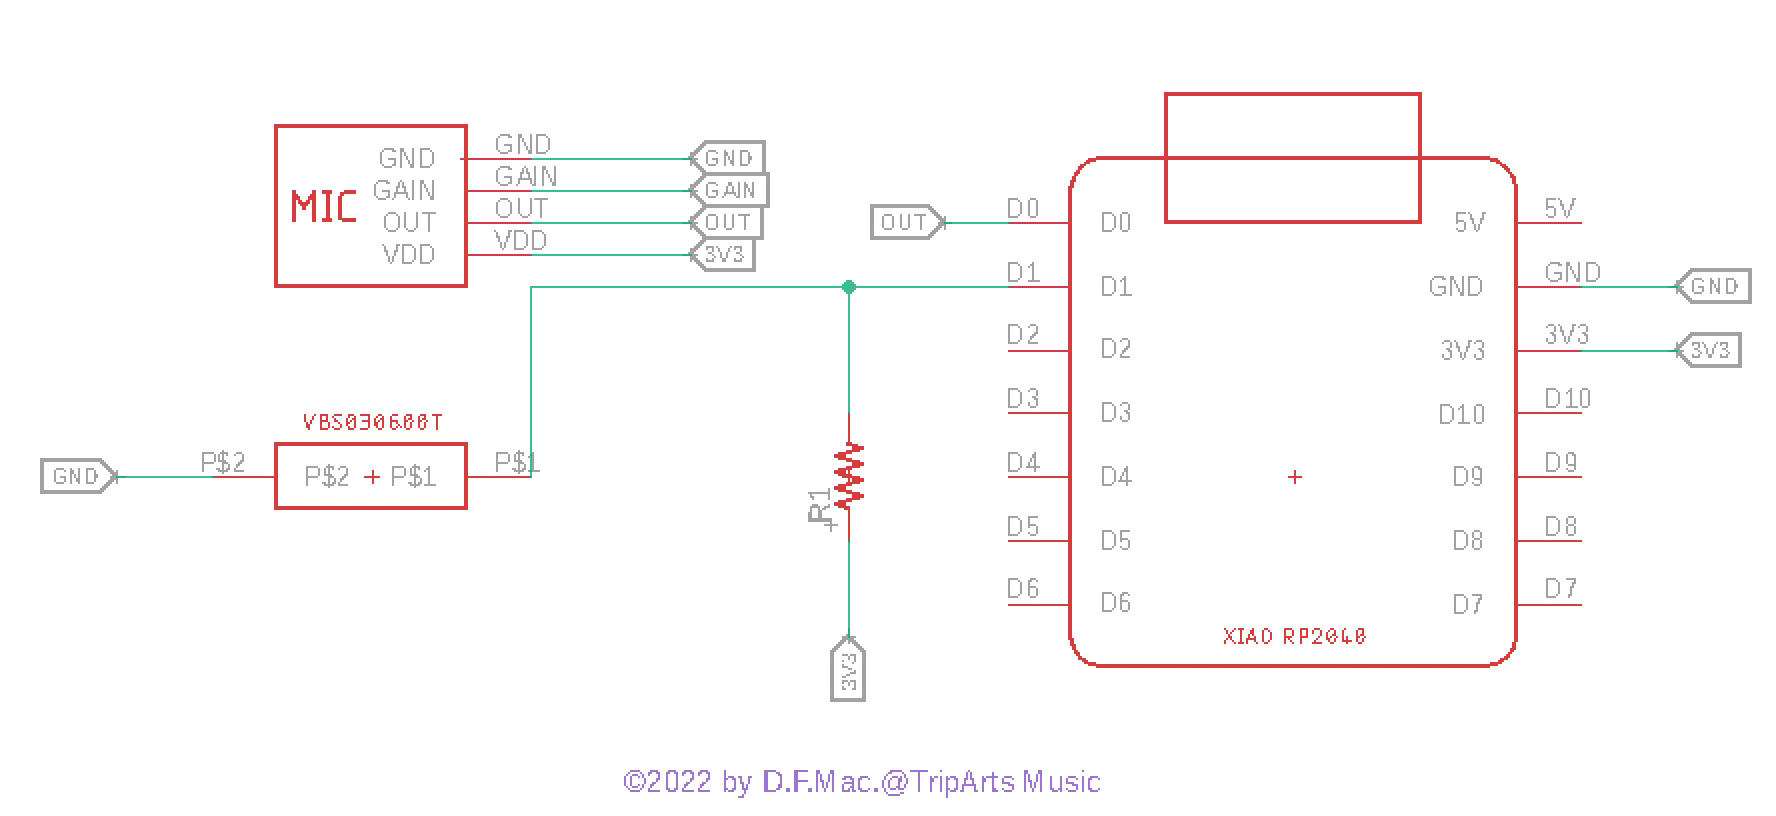 GND
GAIN
OUT
VDD
MIC
GND
GAIN
OUT
VDD
GND
GAIN
OUT
3V3
VBS030600T
GND
P$2
P$2
P$1
P$1
R1
3V3
OUT
D0
D1
D2
D3
D4
D5
D6
D0
D1
D2
D3
D4
D5
D6
5V
GND
3V3
D10
D9
D8
D7
XIAO RP2040
5V
GND
3V3
D10
D9
D8
D7
GND
3V3
©2022 by D.F.Mac.@TripArts Music